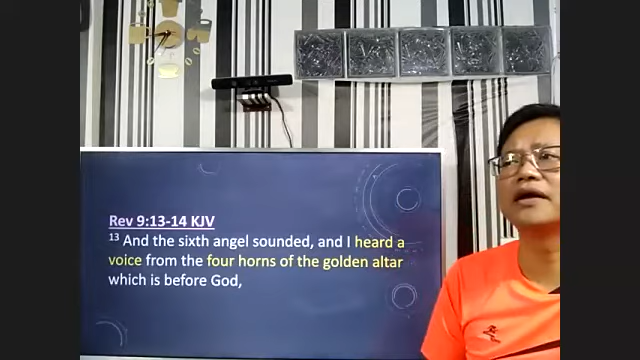 Rev 9:13-14 KJV
13 And the sixth angel sounded, and I heard a
voice from the four horns of the golden altar
which is before God,